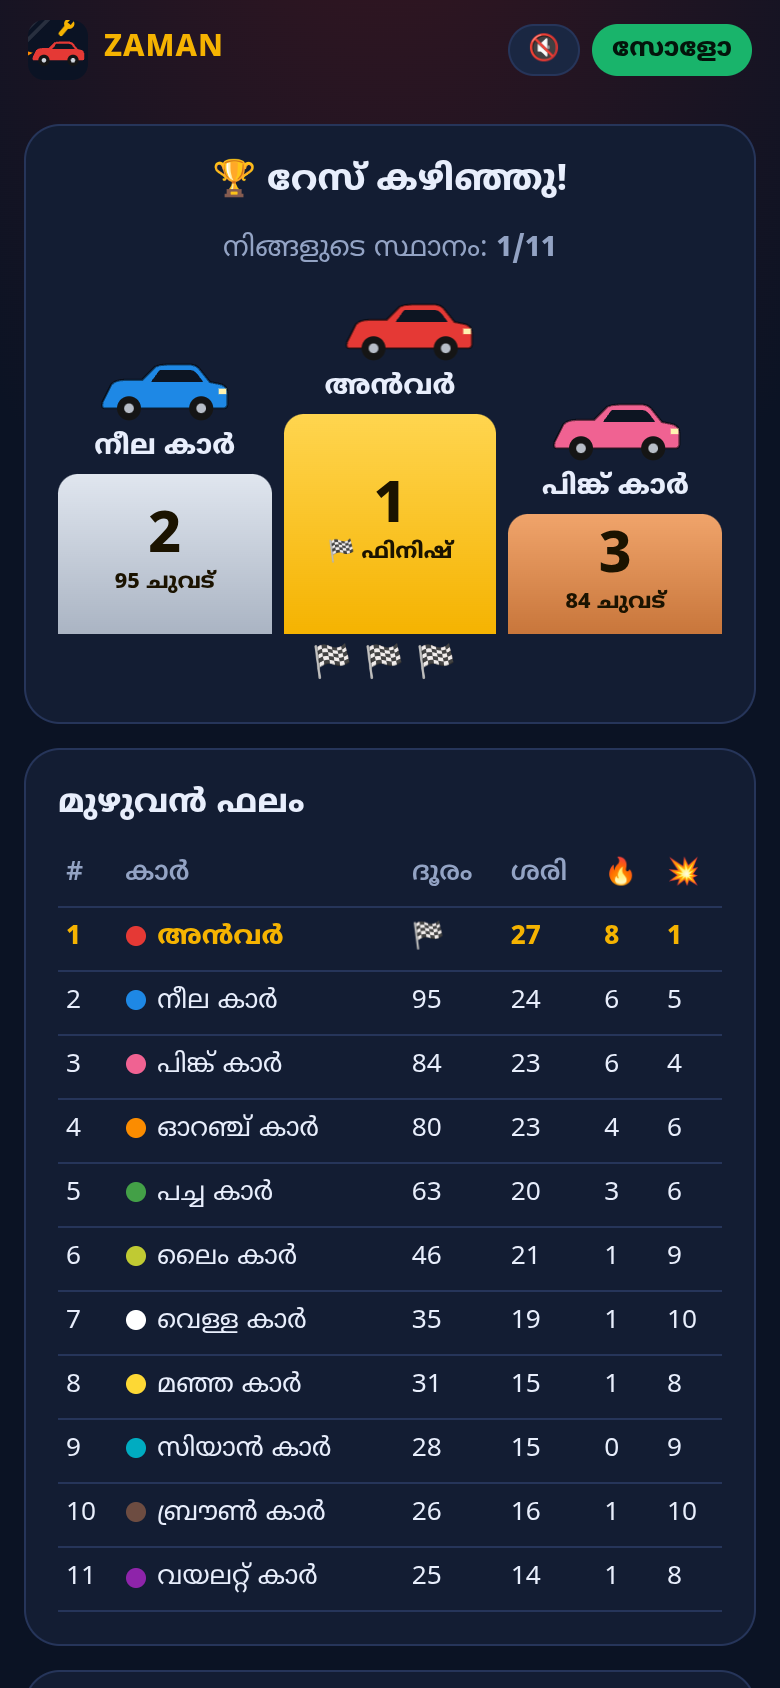 ZAMAN
സോളോ
🏆 റേസ് കഴിഞ്ഞു!
നിങ്ങളുടെ സ്ഥാനം: 1/11
അൻവർ
നീല കാർ
പിങ്ക് കാർ
1
🏁 ഫിനിഷ്
2
95 ചുവട്
3
84 ചുവട്
🏁 🏁 🏁
മുഴുവൻ ഫലം
# കാർ ദൂരം ശരി 🔥 💥
1 അൻവർ 🏁 27 8 1
2 നീല കാർ 95 24 6 5
3 പിങ്ക് കാർ 84 23 6 4
4 ഓറഞ്ച് കാർ 80 23 4 6
5 പച്ച കാർ 63 20 3 6
6 ലൈം കാർ 46 21 1 9
7 വെള്ള കാർ 35 19 1 10
8 മഞ്ഞ കാർ 31 15 1 8
9 സിയാൻ കാർ 28 15 0 9
10 ബ്രൗൺ കാർ 26 16 1 10
11 വയലറ്റ് കാർ 25 14 1 8